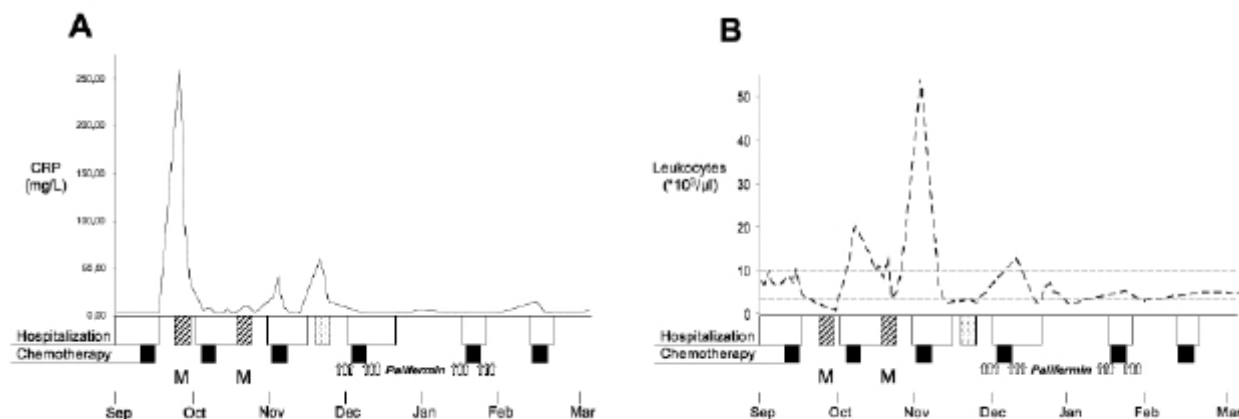 A
250,00
200,00
150,00
100,00
50,00
0,00
CRP
[mg/L]
Hospitalization
Chemotherapy
Palifermin
M M
Sep Oct Nov Dec Jan Feb Mar
B
50
40
30
20
10
0
Leukocytes
(*10³/µl)
Hospitalization
Chemotherapy
Palifermin
M M
Sep Oct Nov Dec Jan Feb Mar